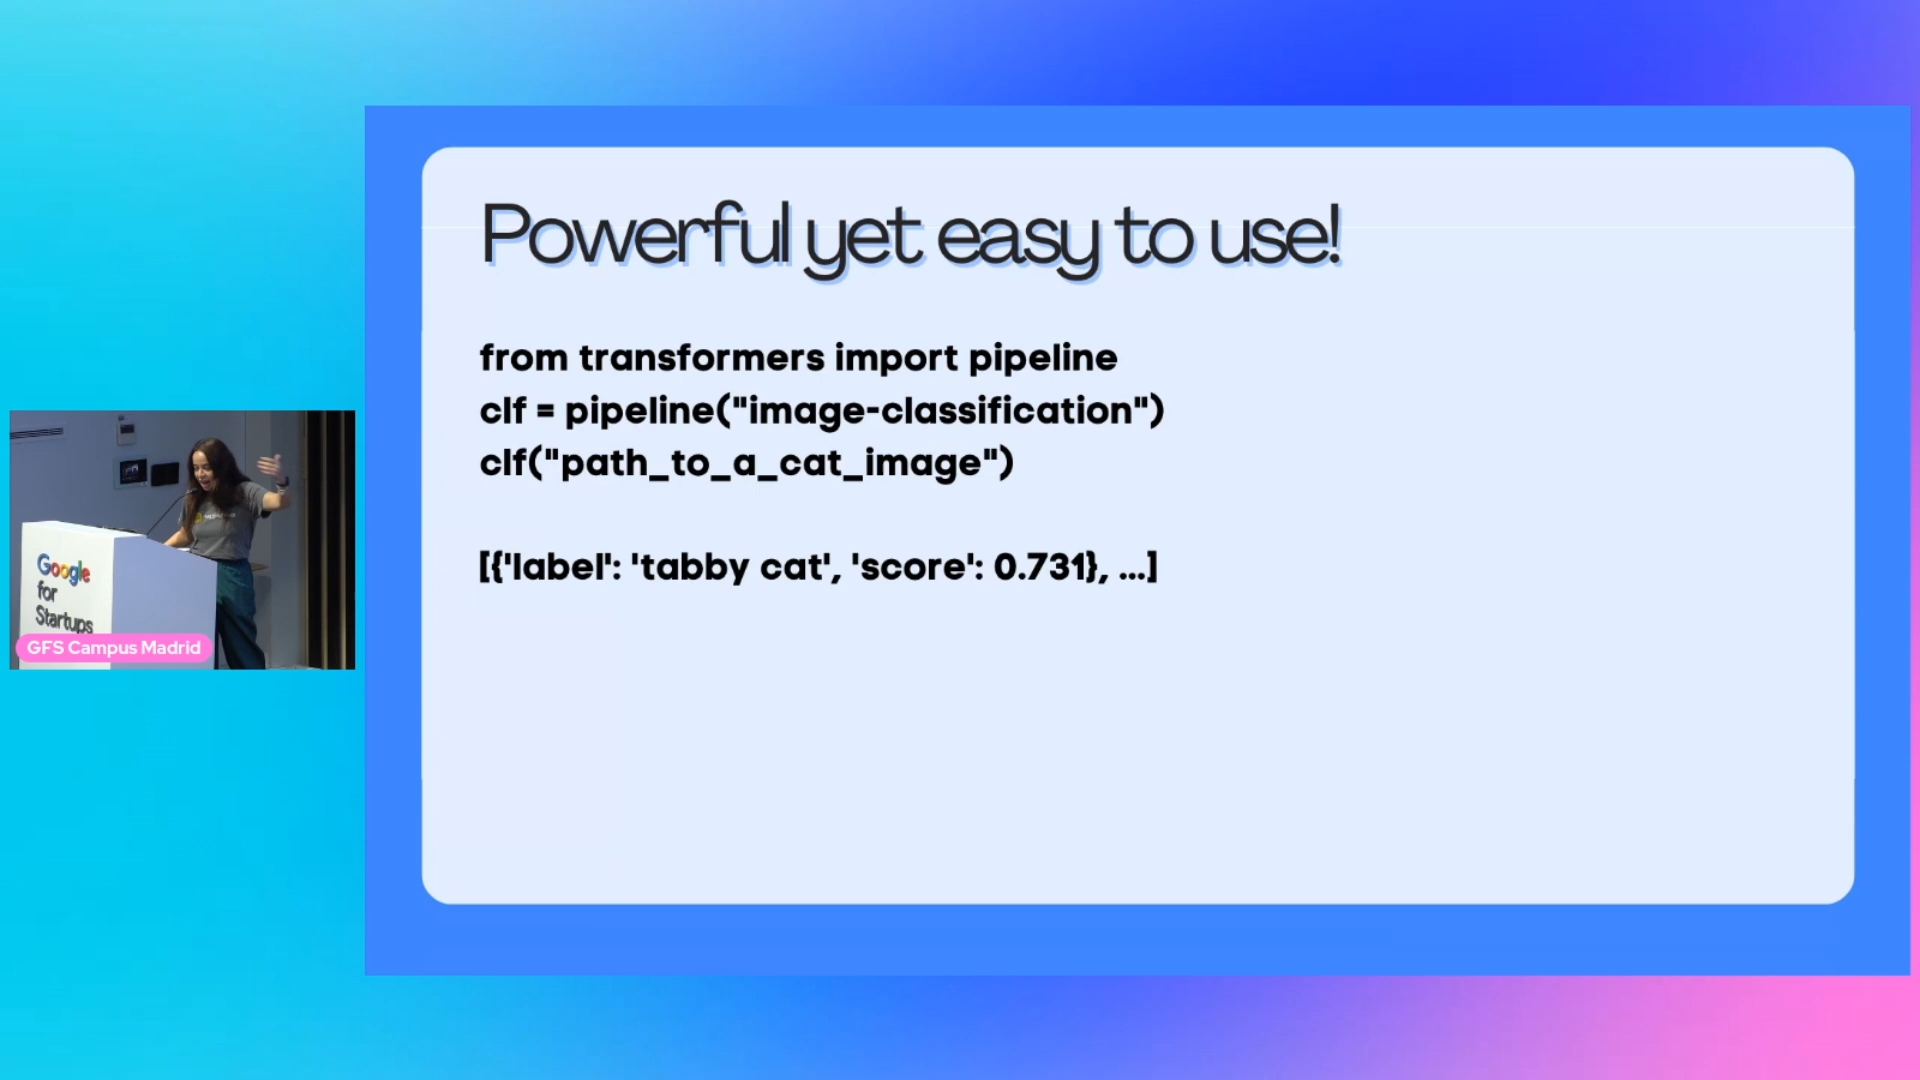 Powerful yet easy to use!
from transformers import pipeline
clf = pipeline("image-classification")
clf("path_to_a_cat_image")
[{'label': 'tabby cat', 'score': 0.731}, ...]
Google
for
Startups
GFS Campus Madrid